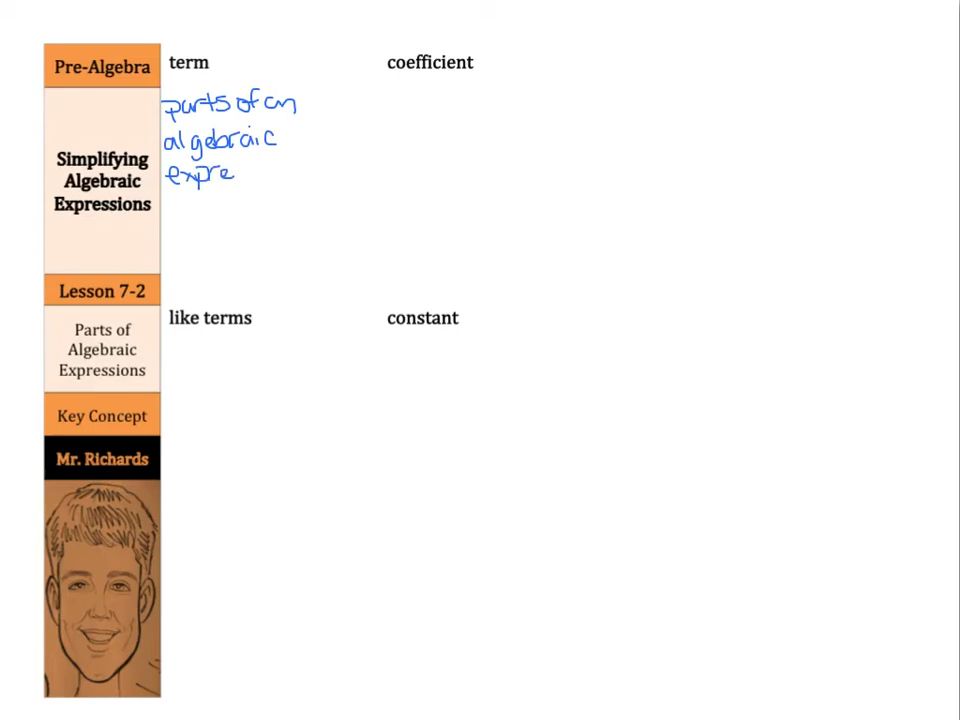 Pre-Algebra
Simplifying
Algebraic
Expressions
Lesson 7-2
Parts of
Algebraic
Expressions
Key Concept
Mr. Richards
term
parts of an
algebraic
expre
coefficient
like terms
constant